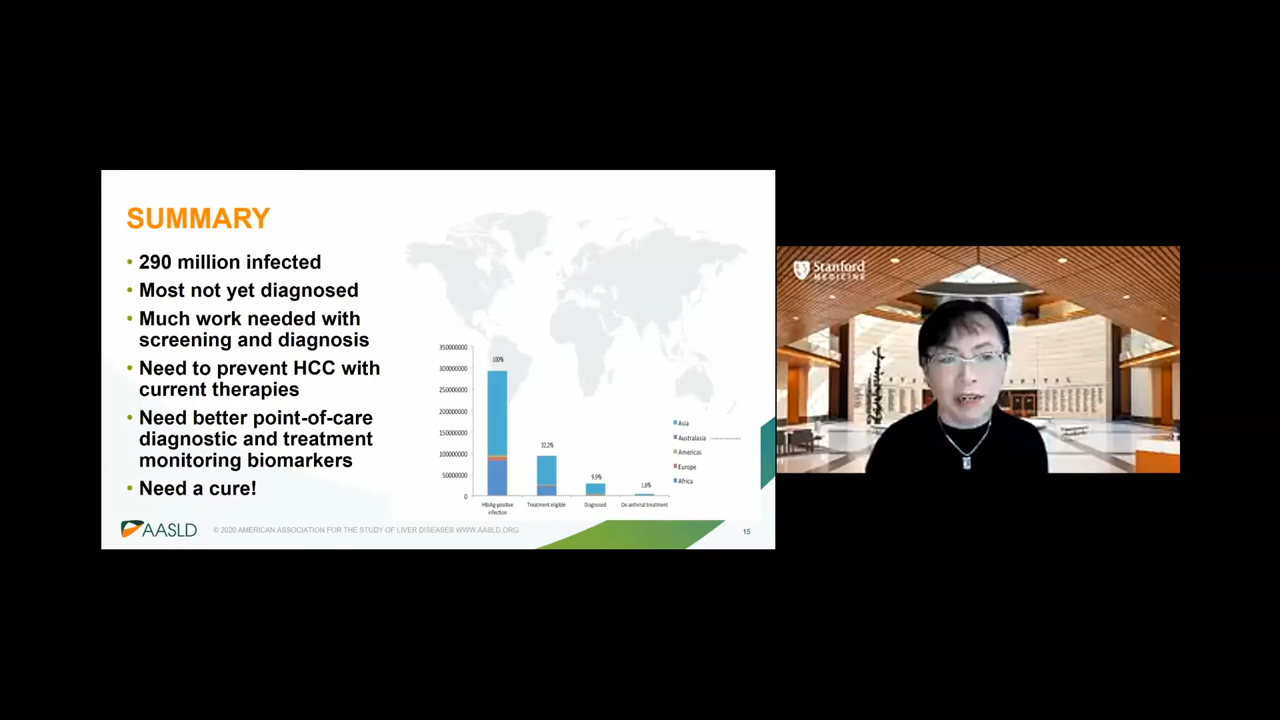 SUMMARY
• 290 million infected
• Most not yet diagnosed
• Much work needed with
screening and diagnosis
• Need to prevent HCC with
current therapies
• Need better point-of-care
diagnostic and treatment
monitoring biomarkers
• Need a cure!
350000000
300000000
250000000
200000000
150000000
100000000
50000000
0
100%
32.2%
9.9%
1.6%
HBsAg-positive
infection
Treatment eligible
Diagnosed
On antiviral treatment
Asia
Australasia
Americas
Europe
Africa
AASLD
© 2020 AMERICAN ASSOCIATION FOR THE STUDY OF LIVER DISEASES WWW.AASLD.ORG
15
Stanford
MEDICINE